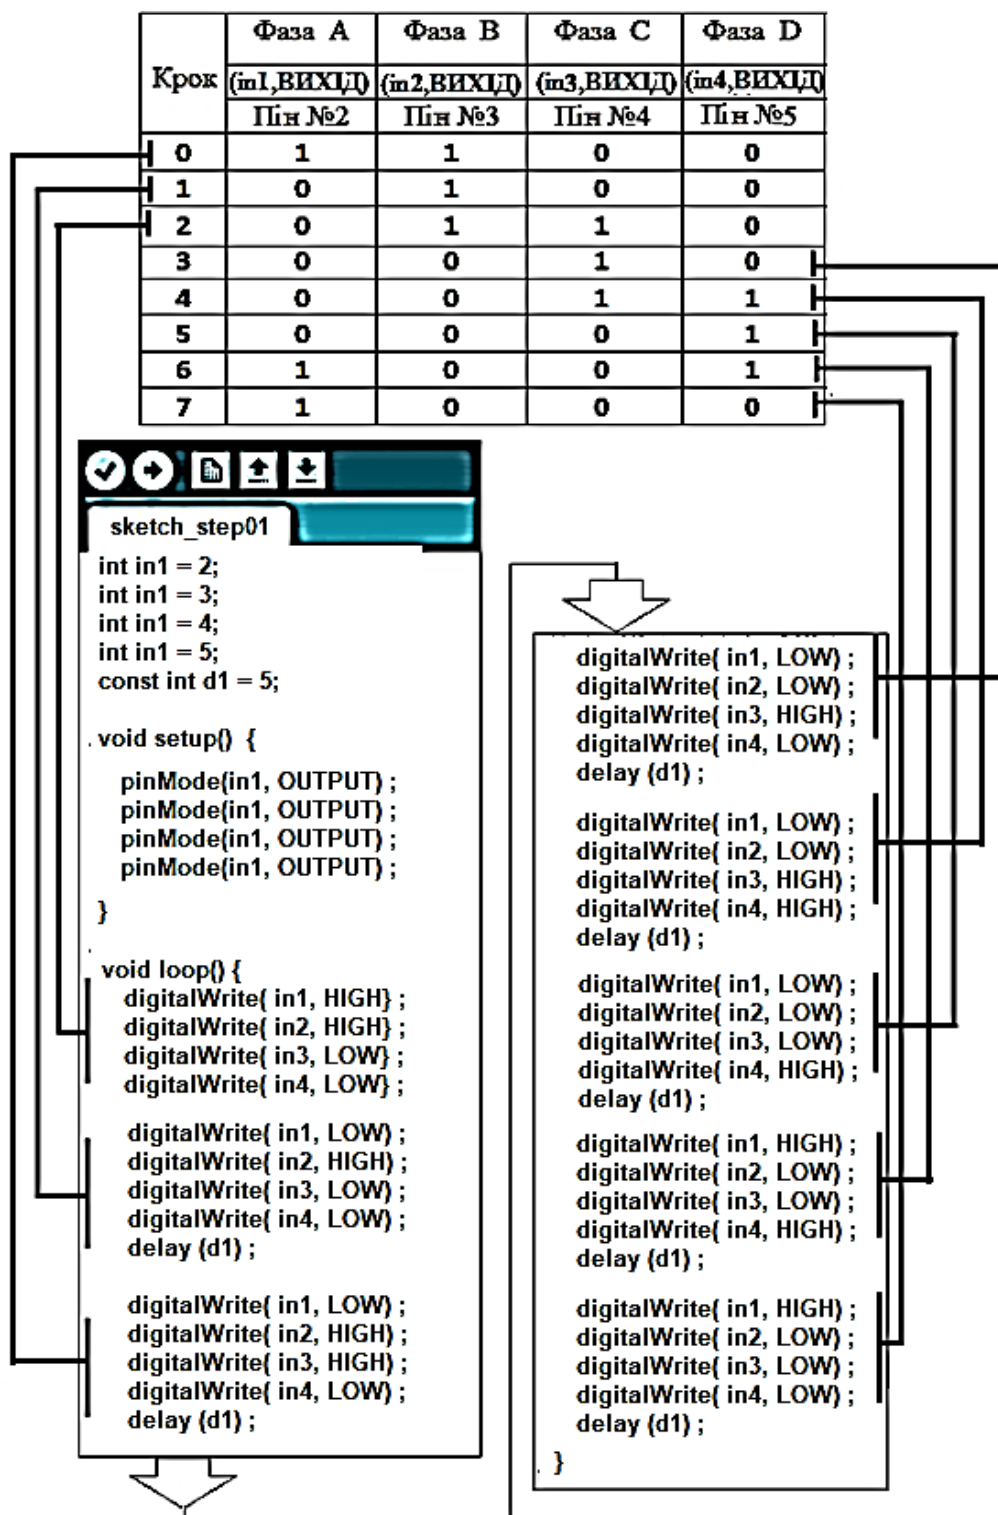 Крок Фаза A Фаза B Фаза C Фаза D
(in1,ВИХІД) (in2,ВИХІД) (in3,ВИХІД) (in4,ВИХІД)
Пін №2 Пін №3 Пін №4 Пін №5
0 1 1 0 0
1 0 1 0 0
2 0 1 1 0
3 0 0 1 0
4 0 0 1 1
5 0 0 0 1
6 1 0 0 1
7 1 0 0 0
sketch_step01
int in1 = 2;
int in1 = 3;
int in1 = 4;
int in1 = 5;
const int d1 = 5;
void setup() {
pinMode(in1, OUTPUT) ;
pinMode(in1, OUTPUT) ;
pinMode(in1, OUTPUT) ;
pinMode(in1, OUTPUT) ;
}
void loop() {
digitalWrite( in1, HIGH} ;
digitalWrite( in2, HIGH} ;
digitalWrite( in3, LOW} ;
digitalWrite( in4, LOW} ;
digitalWrite( in1, LOW) ;
digitalWrite( in2, HIGH) ;
digitalWrite( in3, LOW) ;
digitalWrite( in4, LOW) ;
delay (d1) ;
digitalWrite( in1, LOW) ;
digitalWrite( in2, HIGH) ;
digitalWrite( in3, HIGH) ;
digitalWrite( in4, LOW) ;
delay (d1) ;
digitalWrite( in1, LOW) ;
digitalWrite( in2, LOW) ;
digitalWrite( in3, HIGH) ;
digitalWrite( in4, LOW) ;
delay (d1) ;
digitalWrite( in1, LOW) ;
digitalWrite( in2, LOW) ;
digitalWrite( in3, HIGH) ;
digitalWrite( in4, HIGH) ;
delay (d1) ;
digitalWrite( in1, LOW) ;
digitalWrite( in2, LOW) ;
digitalWrite( in3, LOW) ;
digitalWrite( in4, HIGH) ;
delay (d1) ;
digitalWrite( in1, HIGH) ;
digitalWrite( in2, LOW) ;
digitalWrite( in3, LOW) ;
digitalWrite( in4, HIGH) ;
delay (d1) ;
digitalWrite( in1, HIGH) ;
digitalWrite( in2, LOW) ;
digitalWrite( in3, LOW) ;
digitalWrite( in4, LOW) ;
delay (d1) ;
}